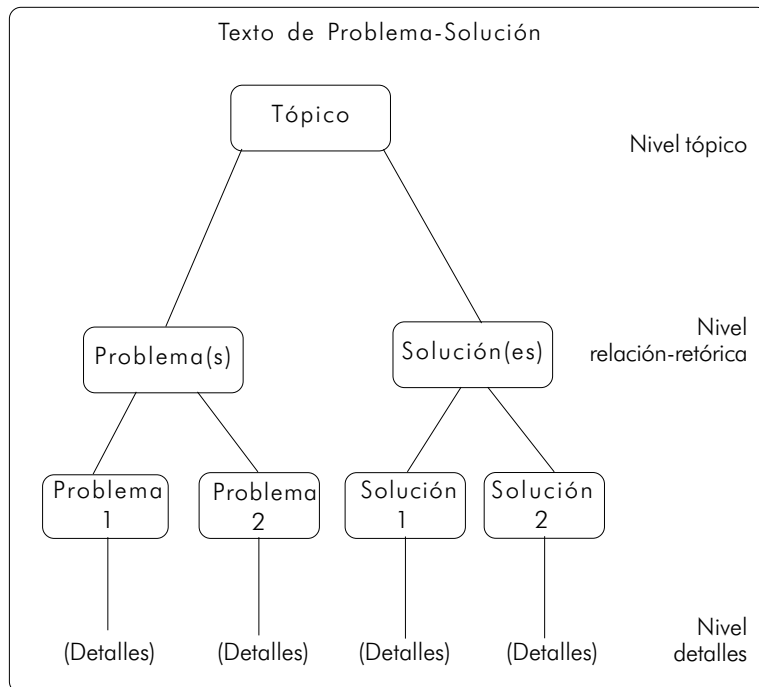 Texto de Problema-Solución
Tópico
Nivel tópico
Problema(s)
Solución(es)
Nivel
relación-retórica
Problema
1
Problema
2
Solución
1
Solución
2
(Detalles)
(Detalles)
(Detalles)
(Detalles)
Nivel
detalles